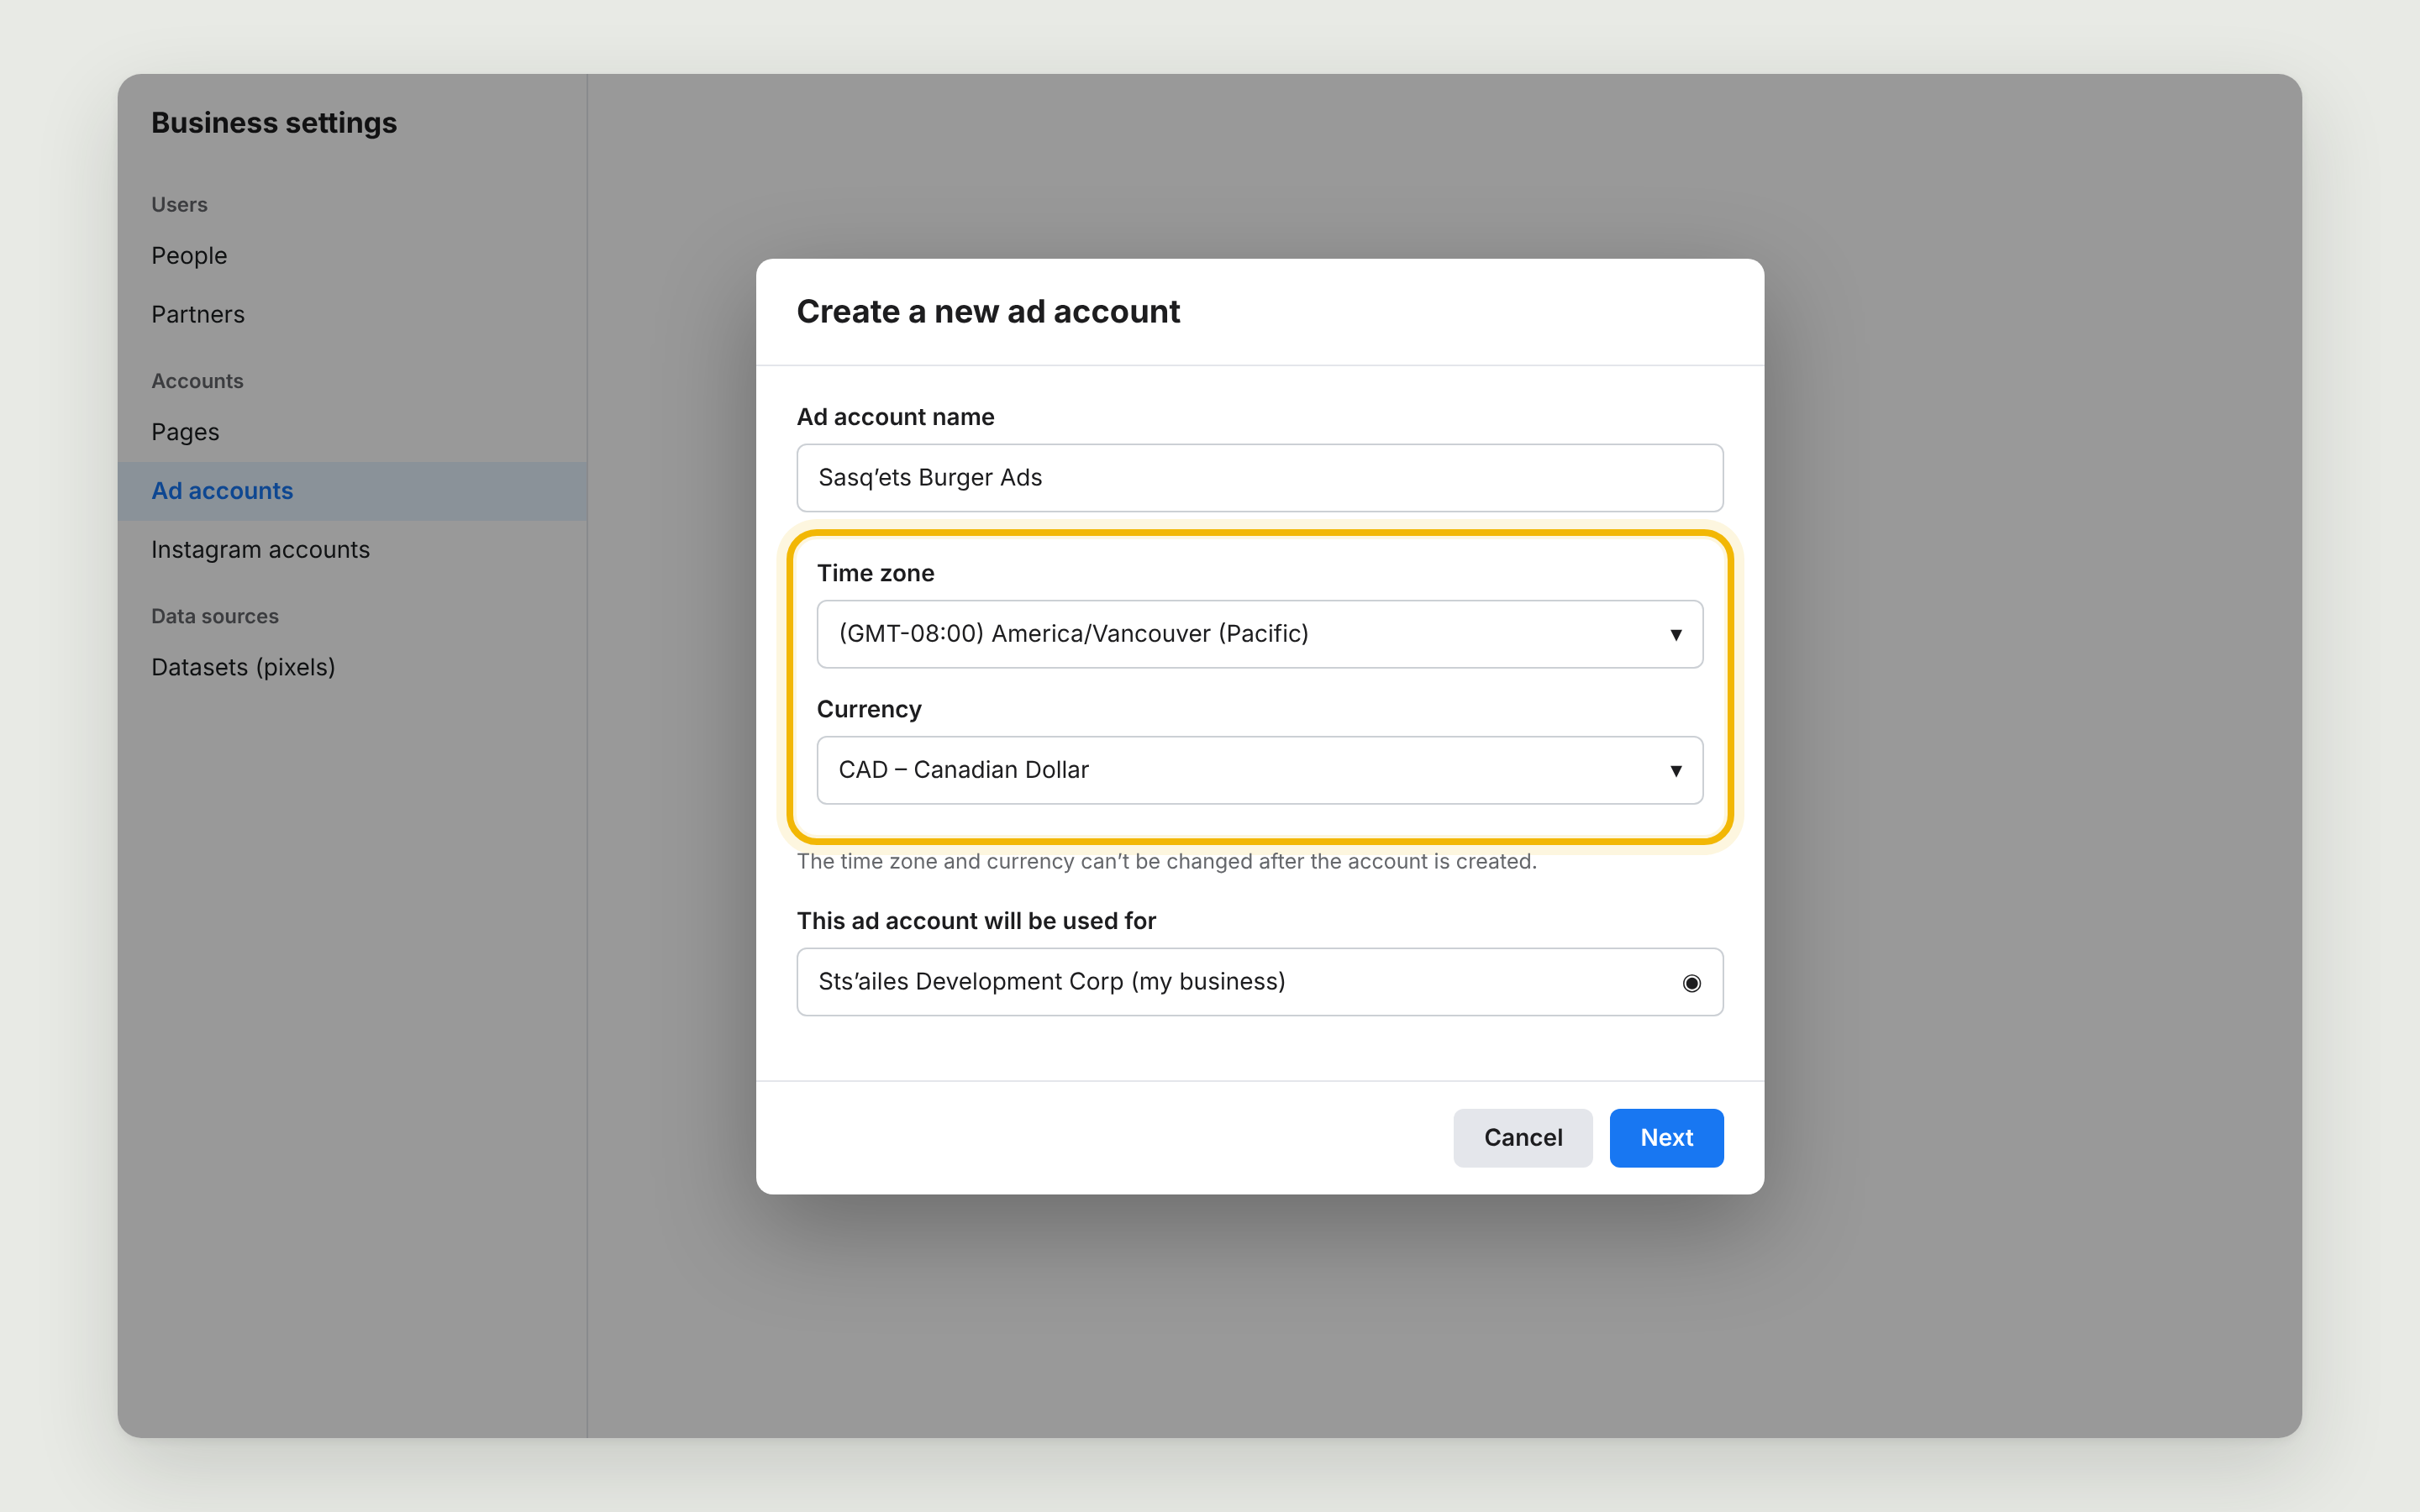 Business settings
Users
People
Partners
Accounts
Pages
Ad accounts
Instagram accounts
Data sources
Datasets (pixels)
Create a new ad account
Ad account name
Sasq’ets Burger Ads
Time zone
(GMT-08:00) America/Vancouver (Pacific)
Currency
CAD – Canadian Dollar
The time zone and currency can’t be changed after the account is created.
This ad account will be used for
Sts’ailes Development Corp (my business)
Cancel
Next